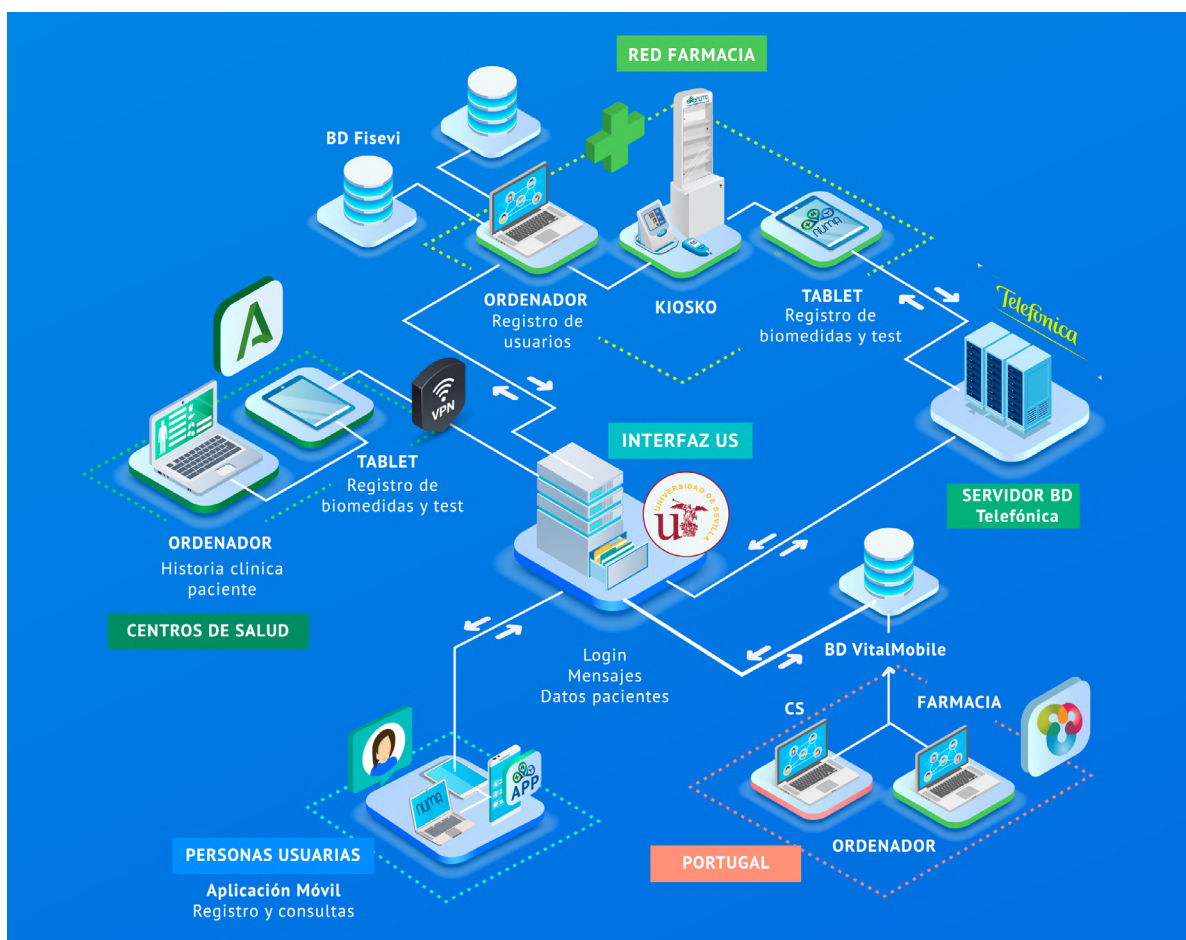 RED FARMACIA
BD Fisevi
numa
ORDENADOR
Registro de
usuarios
KIOSKO
TABLET
Registro de
biomedidas y test
Telefónica
VPN
TABLET
Registro de
biomedidas y test
INTERFAZ US
UNIVERSIDAD DE SEVILLA
SERVIDOR BD
Telefónica
ORDENADOR
Historia clinica
paciente
CENTROS DE SALUD
Login
Mensajes
Datos pacientes
BD VitalMobile
CS
FARMACIA
numa
APP
ORDENADOR
PERSONAS USUARIAS
PORTUGAL
Aplicación Móvil
Registro y consultas